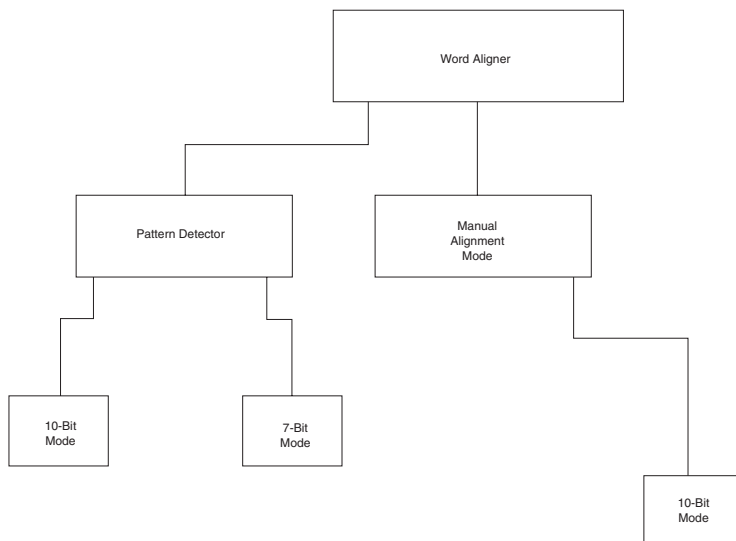 Word Aligner
Pattern Detector
Manual
Alignment
Mode
10-Bit
Mode
7-Bit
Mode
10-Bit
Mode